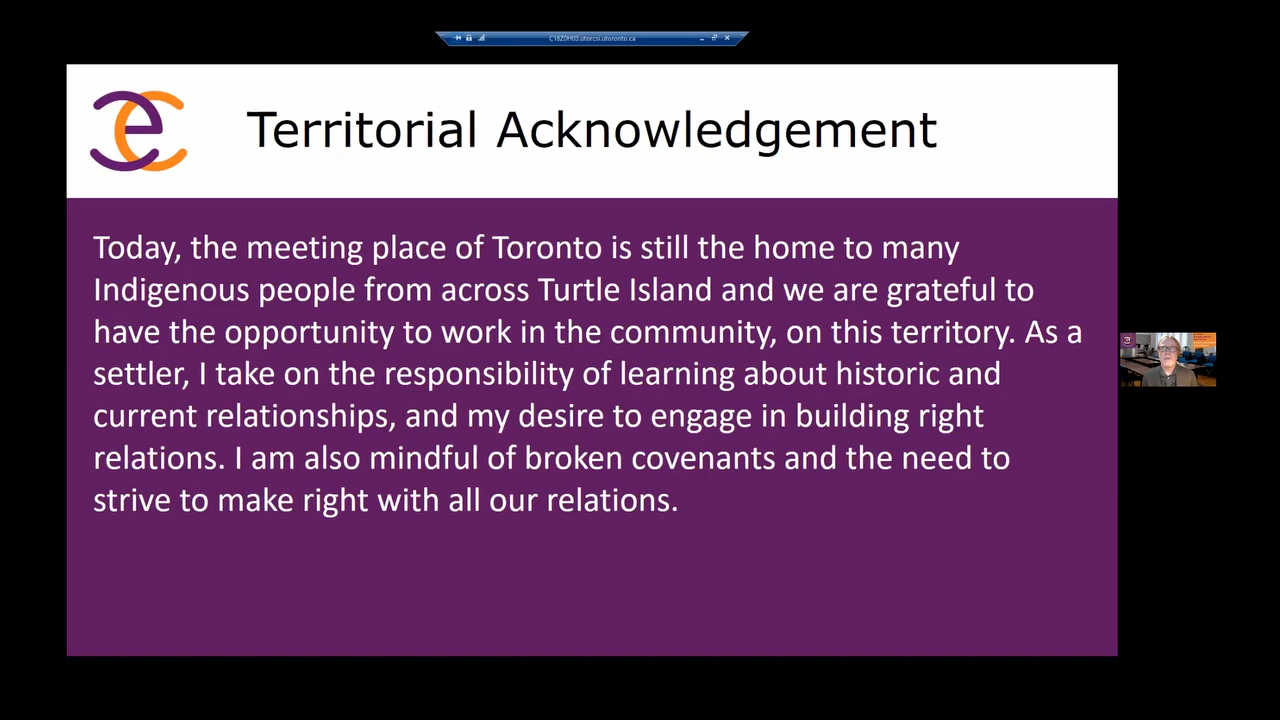 C18Z0H03.utorcsi.utoronto.ca
Territorial Acknowledgement
Today, the meeting place of Toronto is still the home to many
Indigenous people from across Turtle Island and we are grateful to
have the opportunity to work in the community, on this territory. As a
settler, I take on the responsibility of learning about historic and
current relationships, and my desire to engage in building right
relations. I am also mindful of broken covenants and the need to
strive to make right with all our relations.